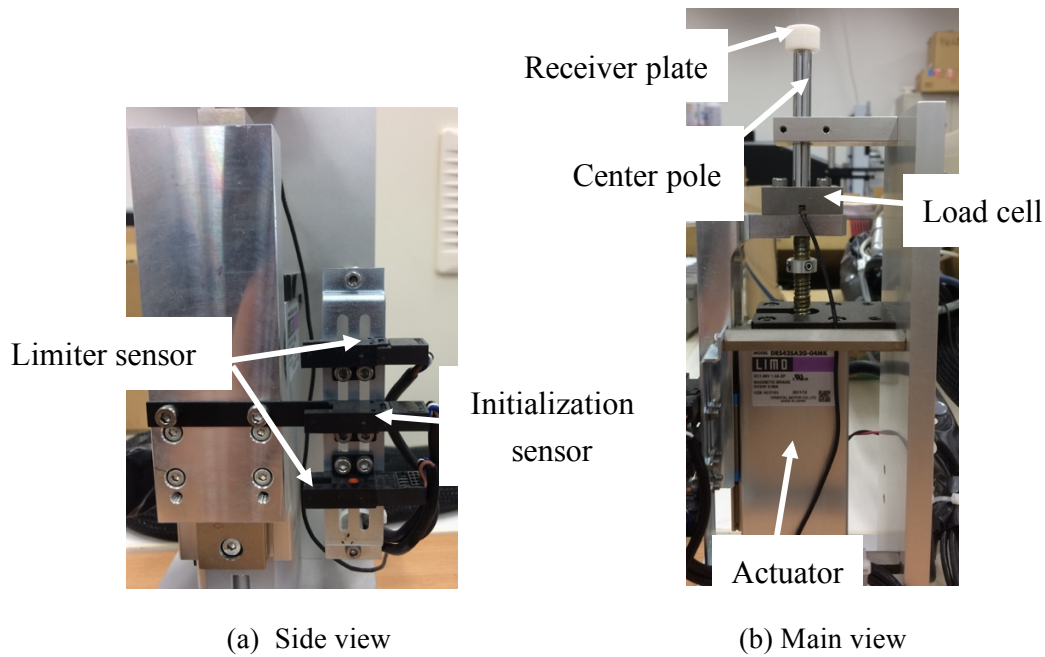 Receiver plate
Center pole
Load cell
Limiter sensor
Initialization
sensor
LIMO
Actuator
(a) Side view
(b) Main view